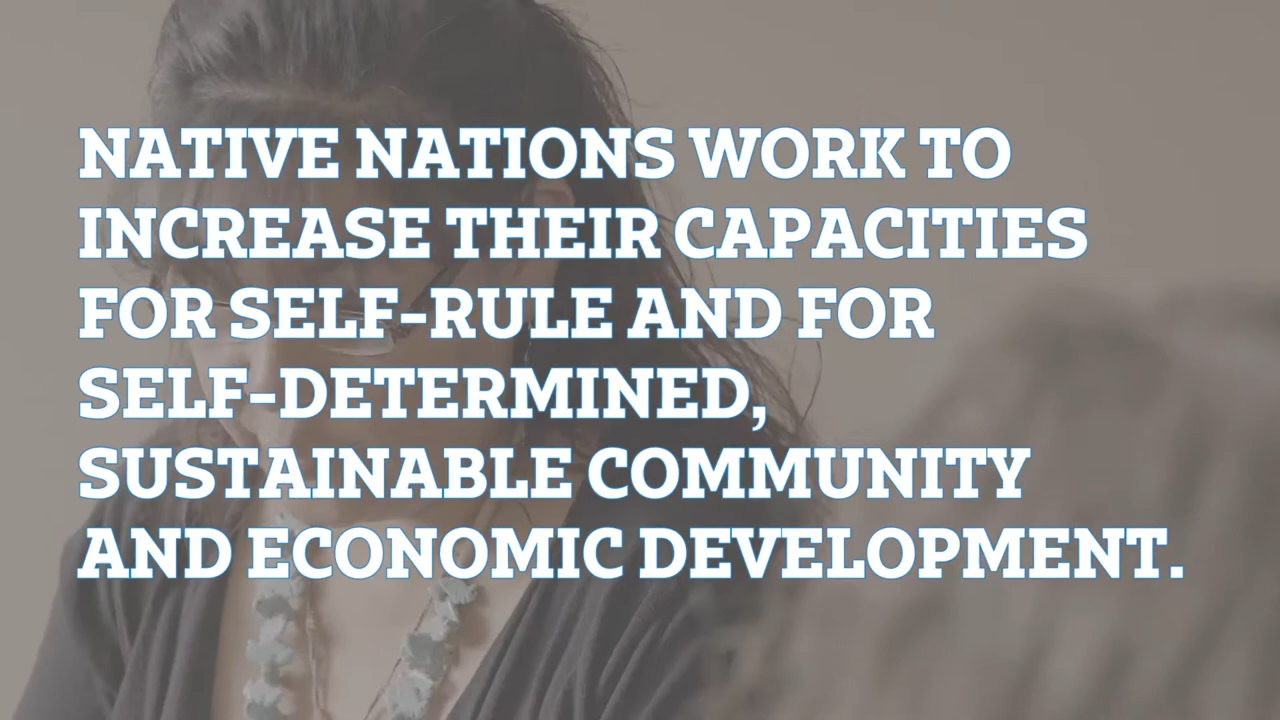 NATIVE NATIONS WORK TO
INCREASE THEIR CAPACITIES
FOR SELF-RULE AND FOR
SELF-DETERMINED,
SUSTAINABLE COMMUNITY
AND ECONOMIC DEVELOPMENT.